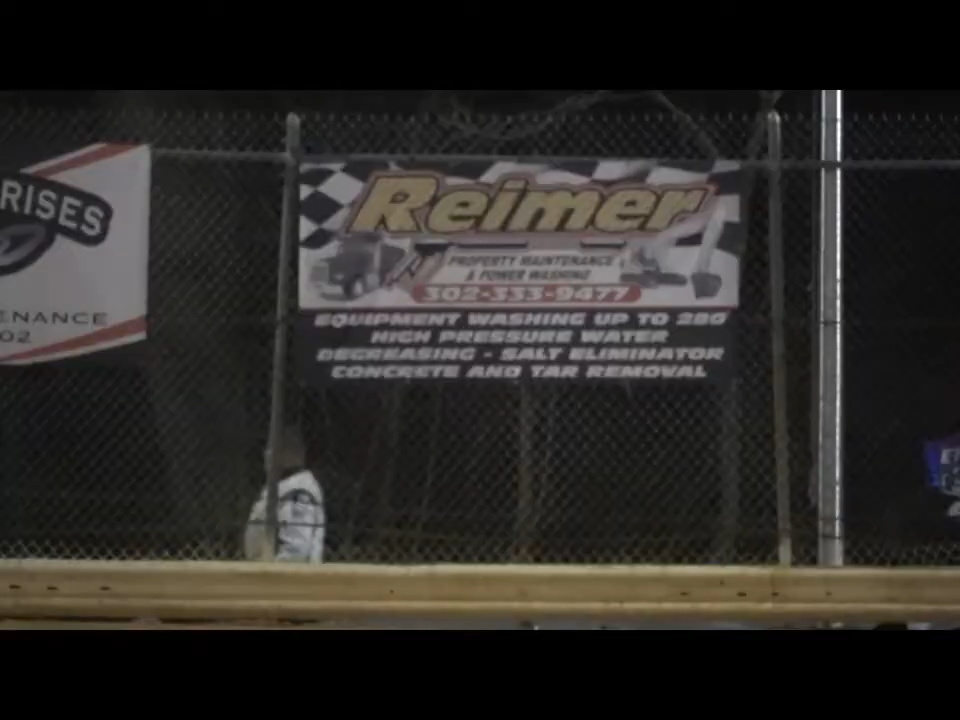 RISES
ENANCE
02
Reimer
PROPERTY MAINTENANCE
& POWER WASHING
302-333-9477
EQUIPMENT WASHING UP TO 280
HIGH PRESSURE WATER
DEGREASING - SALT ELIMINATOR
CONCRETE AND TAR REMOVAL